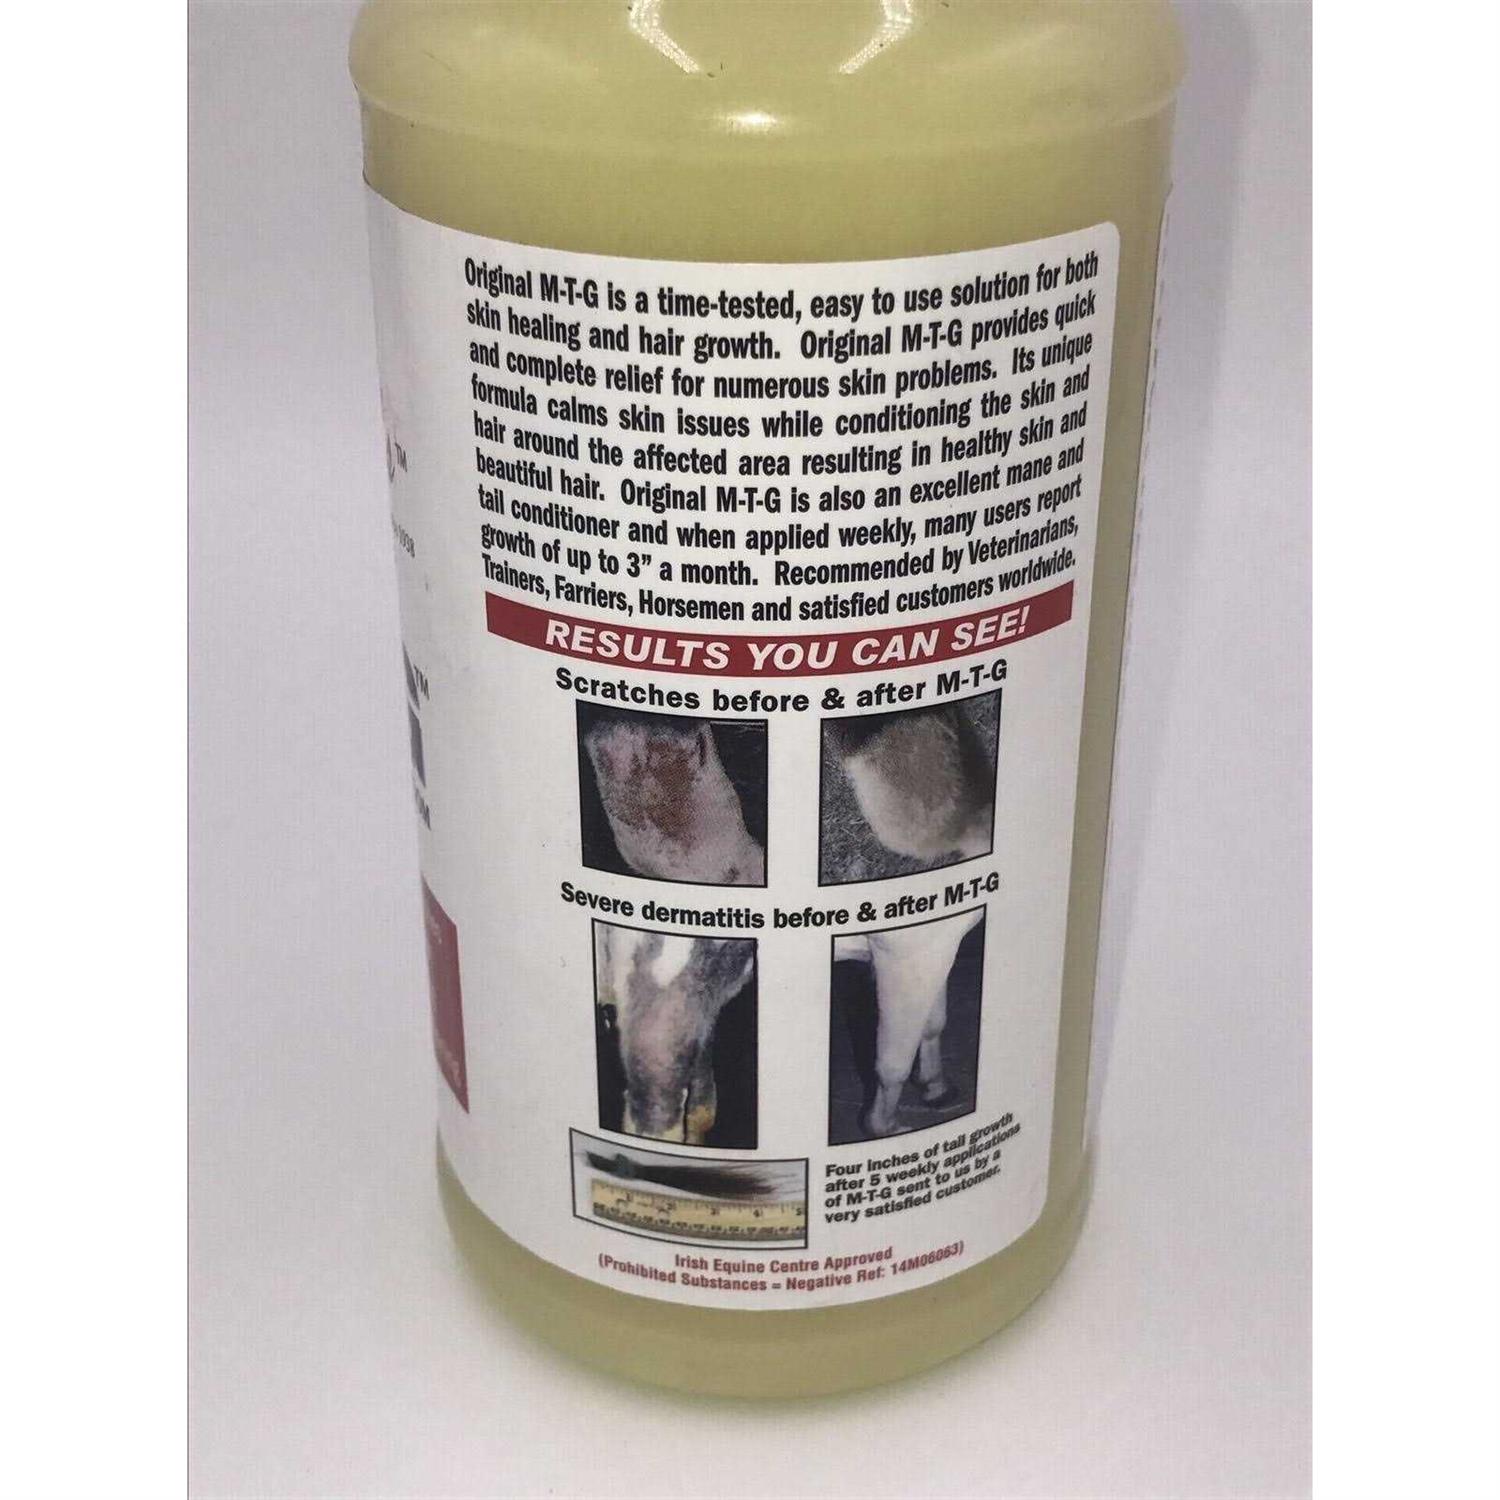 Original M-T-G is a time-tested, easy to use solution for both
skin healing and hair growth. Original M-T-G provides quick
and complete relief for numerous skin problems. Its unique
formula calms skin issues while conditioning the skin and
hair around the affected area resulting in healthy skin and
beautiful hair. Original M-T-G is also an excellent mane and
tail conditioner and when applied weekly, many users report
growth of up to 3” a month. Recommended by Veterinarians,
Trainers, Farriers, Horsemen and satisfied customers worldwide.
RESULTS YOU CAN SEE!
Scratches before & after M-T-G
Severe dermatitis before & after M-T-G
Four inches of tail growth
after 5 weekly applications
of M-T-G sent to us by a
very satisfied customer.
Irish Equine Centre Approved
(Prohibited Substances = Negative Ref: 14M06063)
TM
1938
TM